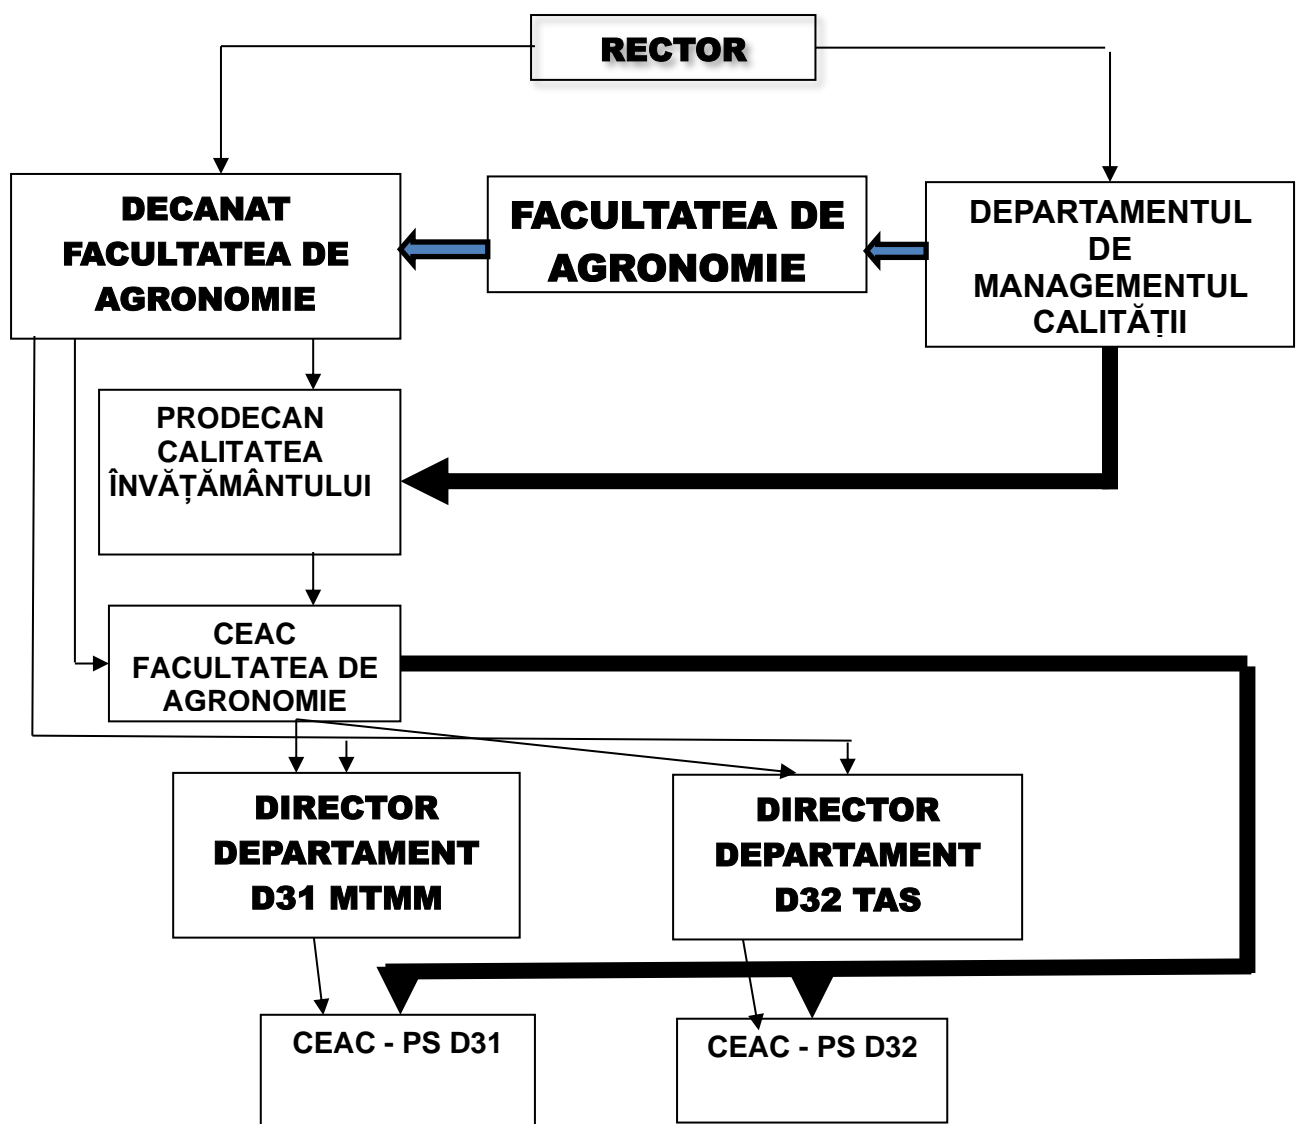 RECTOR
DECANAT
FACULTATEA DE
AGRONOMIE
FACULTATEA DE
AGRONOMIE
DEPARTAMENTUL
DE
MANAGEMENTUL
CALITĂȚII
PRODECAN
CALITATEA
ÎNVĂȚĂMÂNTULUI
CEAC
FACULTATEA DE
AGRONOMIE
DIRECTOR
DEPARTAMENT
D31 MTMM
DIRECTOR
DEPARTAMENT
D32 TAS
CEAC - PS D31
CEAC - PS D32